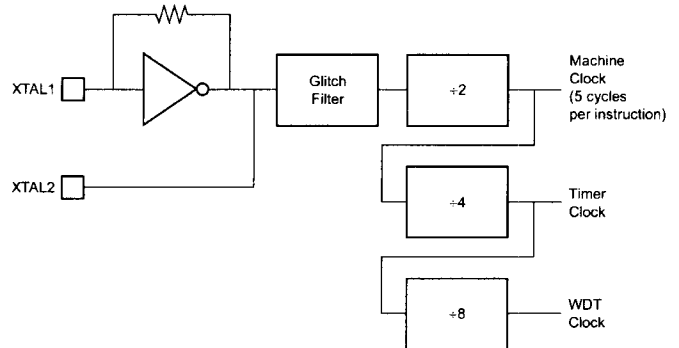 XTAL1
XTAL2
Glitch
Filter
÷2
Machine
Clock
(5 cycles
per instruction)
÷4
Timer
Clock
÷8
WDT
Clock